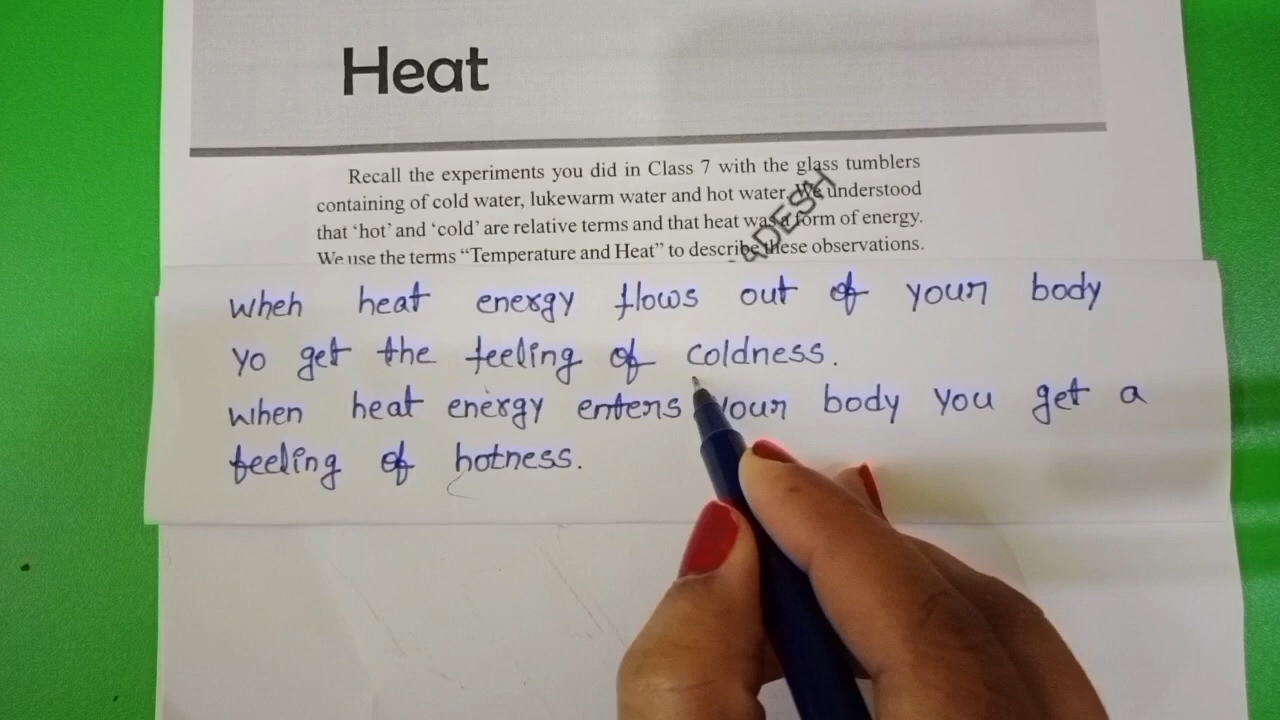 Heat
Recall the experiments you did in Class 7 with the glass tumblers
containing of cold water, lukewarm water and hot water. We understood
that ‘hot’ and ‘cold’ are relative terms and that heat was a form of energy.
We use the terms “Temperature and Heat” to describe these observations.
ADESH
When heat energy flows out of your body
yo get the feeling of coldness.
When heat energy enters your body you get a
feeling of hotness.